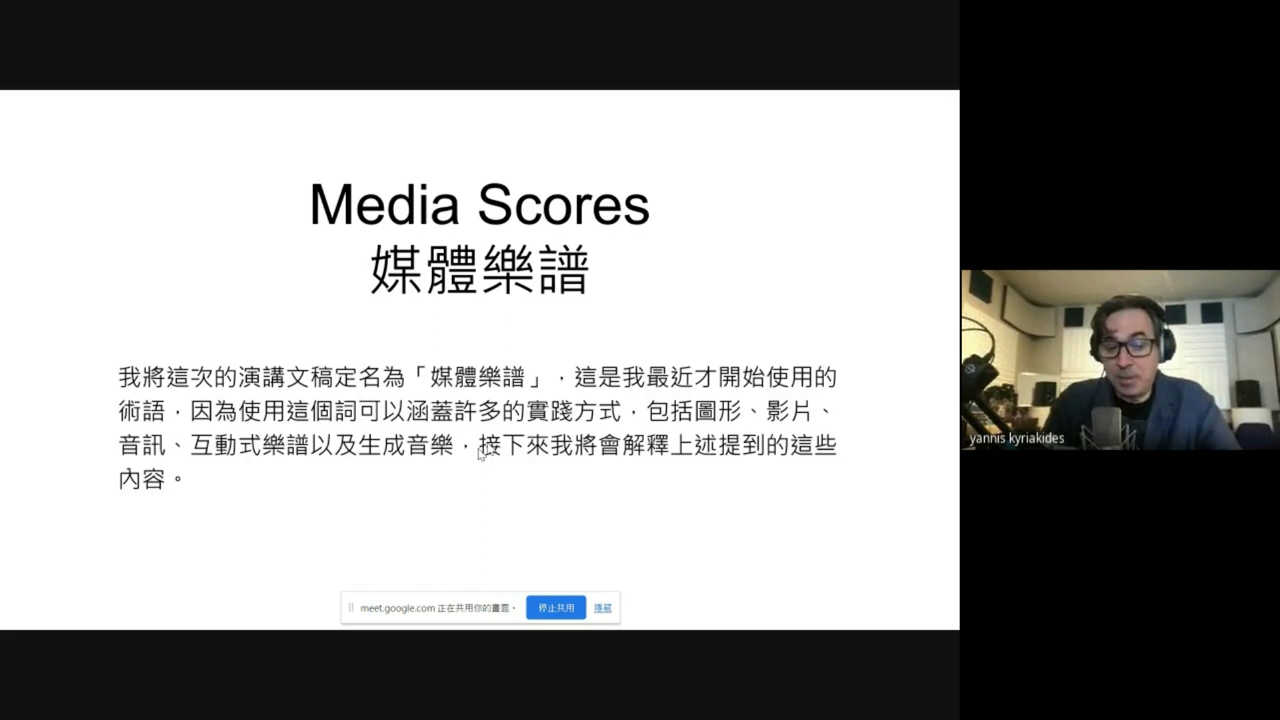 Media Scores
媒體樂譜
我將這次的演講文稿定名為「媒體樂譜」，這是我最近才開始使用的
術語，因為使用這個詞可以涵蓋許多的實踐方式，包括圖形、影片、
音訊、互動式樂譜以及生成音樂，接下來我將會解釋上述提到的這些
內容。
meet.google.com 正在共用你的畫面。 停止共用 隱藏
yannis kyriakides